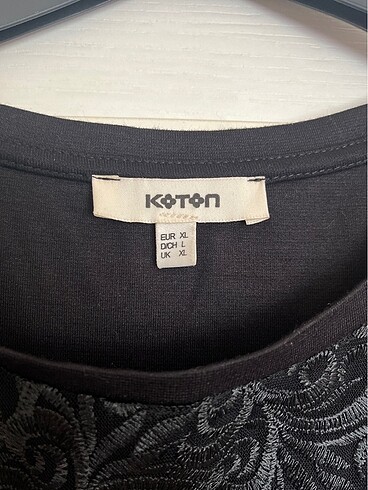 KOTON
EUR XL
D/CH L
UK XL